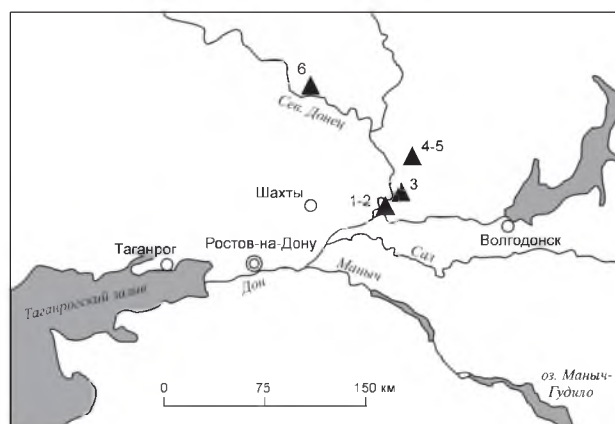 6
Сев. Донец
4-5
3
1-2
Шахты
Волгодонск
Ростов-на-Дону
Таганрог
Сал
Таганрогский залив
Дон
Маныч
0 75 150 км
оз. Маныч-
Гудило